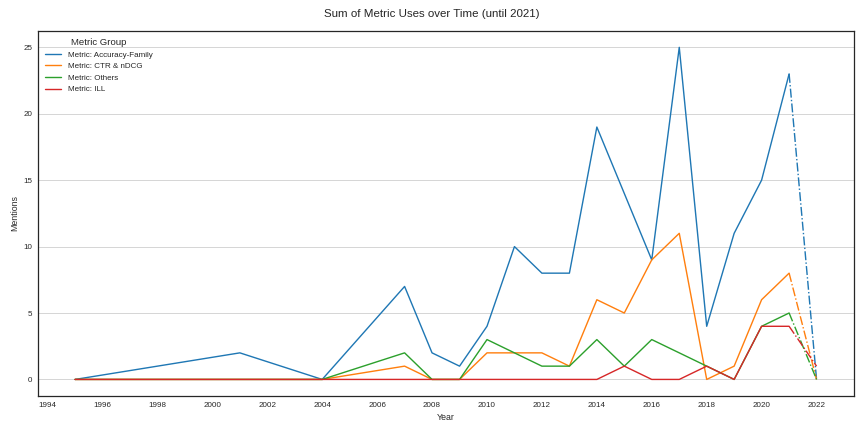 Sum of Metric Uses over Time (until 2021)
Metric Group
Metric: Accuracy-Family
Metric: CTR & nDCG
Metric: Others
Metric: ILL
Mentions
25
20
15
10
5
0
1994 1996 1998 2000 2002 2004 2006 2008 2010 2012 2014 2016 2018 2020 2022
Year